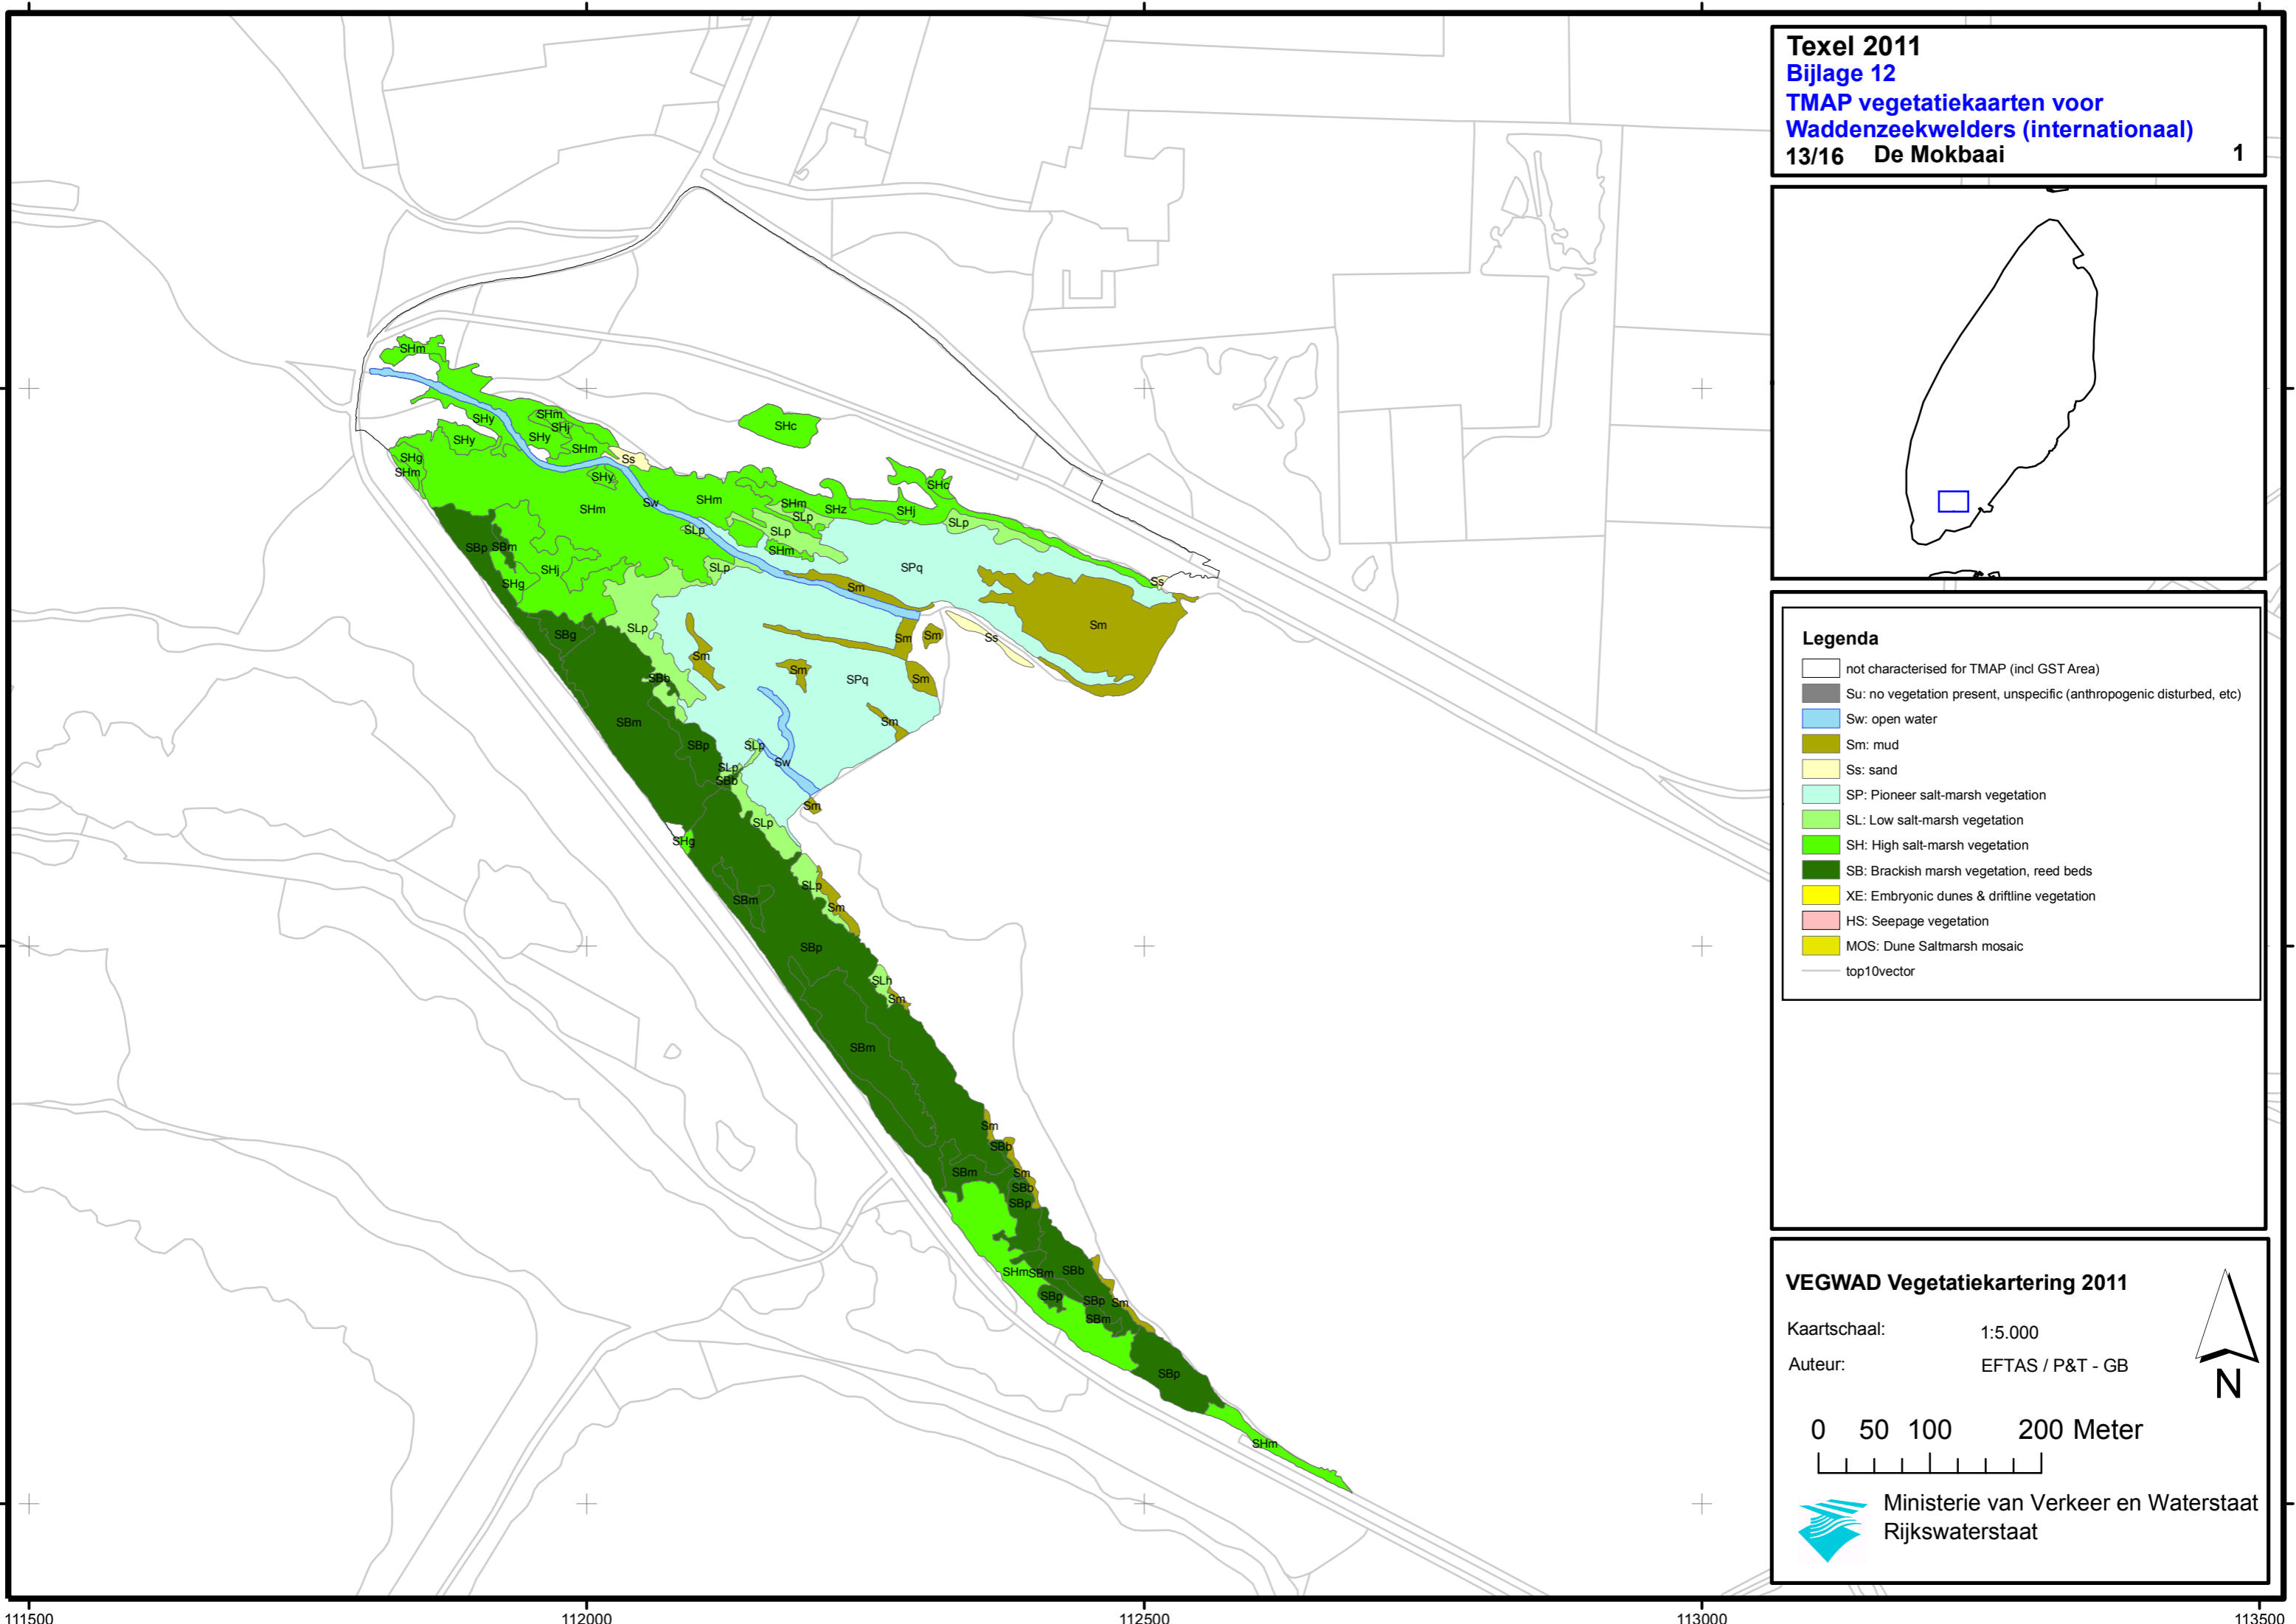 Texel 2011
Bijlage 12
TMAP vegetatiekaarten voor
Waddenzeekwelders (internationaal)
13/16 De Mokbaai 1
SHm
SHy
SHm
SHj
SHy
SHy
SHm
SHc
SHg
SHm
Ss
SHy
SHc
Sw
SHm
SHm
SHz
SHj
SHm
SLp
SLp
SLp
SLp
SHm
SBp
SBm
SHj
SLp
SPq
Ss
SHg
Sm
Sm
SBg
SLp
Sm
Sm
Ss
Sm
Sm
SBb
SPq
Sm
SBm
Sm
SBp
SLp
Sw
SLp
SBb
Sm
SLp
SHg
SLp
SBm
Sm
SBp
SLh
Sm
SBm
Sm
SBb
SBm
Sm
SBb
SBp
SHm
SBm
SBb
SBp
SBp
Sm
SBm
SBp
SHm
Legenda
not characterised for TMAP (incl GST Area)
Su: no vegetation present, unspecific (anthropogenic disturbed, etc)
Sw: open water
Sm: mud
Ss: sand
SP: Pioneer salt-marsh vegetation
SL: Low salt-marsh vegetation
SH: High salt-marsh vegetation
SB: Brackish marsh vegetation, reed beds
XE: Embryonic dunes & driftline vegetation
HS: Seepage vegetation
MOS: Dune Saltmarsh mosaic
top10vector
VEGWAD Vegetatiekartering 2011
Kaartschaal: 1:5.000
Auteur: EFTAS / P&T - GB
N
0 50 100 200 Meter
Ministerie van Verkeer en Waterstaat
Rijkswaterstaat
111500 112000 112500 113000 113500